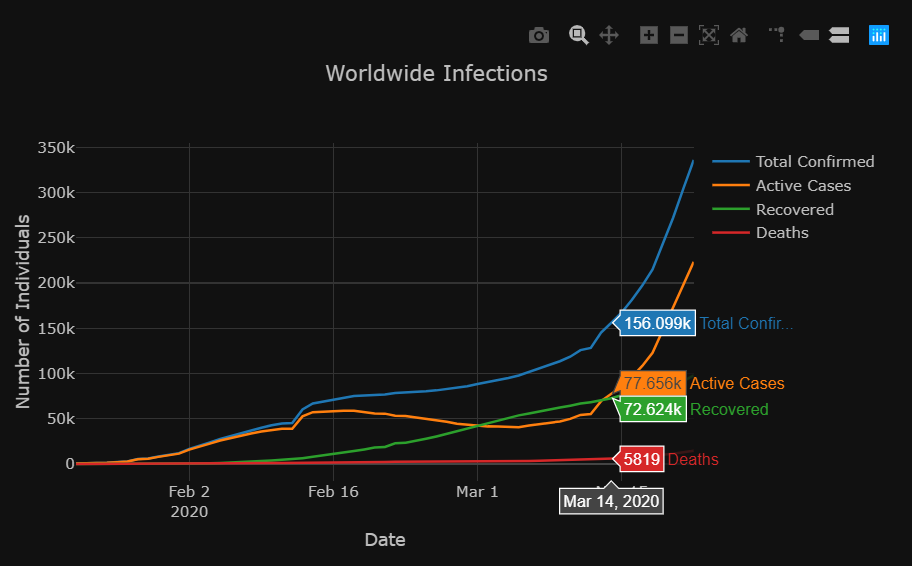 Worldwide Infections
350k
300k
250k
200k
150k
100k
50k
0
Number of Individuals
Total Confirmed
Active Cases
Recovered
Deaths
156.099k Total Confir...
77.656k Active Cases
72.624k Recovered
5819 Deaths
Feb 2
2020
Feb 16
Mar 1
Mar 14, 2020
Date